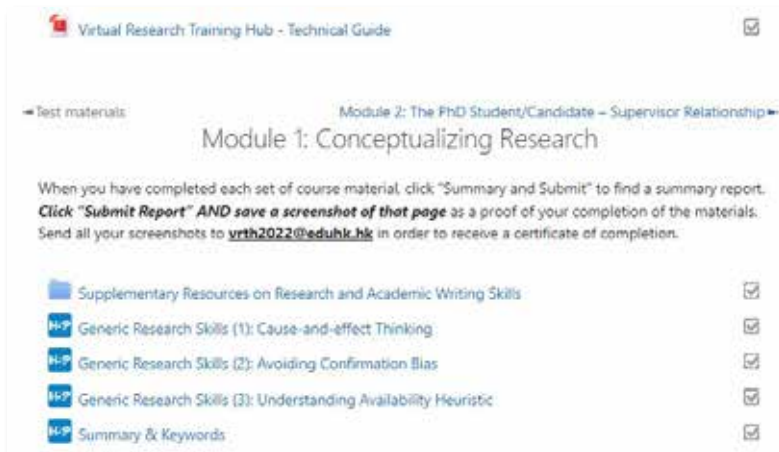 Virtual Research Training Hub - Technical Guide
◄Test materials
Module 2: The PhD Student/Candidate – Supervisor Relationship►
Module 1: Conceptualizing Research
When you have completed each set of course material, click "Summary and Submit" to find a summary report.
Click "Submit Report" AND save a screenshot of that page as a proof of your completion of the materials.
Send all your screenshots to vrth2022@eduhk.hk in order to receive a certificate of completion.
Supplementary Resources on Research and Academic Writing Skills
H-P Generic Research Skills (1): Cause-and-effect Thinking
H-P Generic Research Skills (2): Avoiding Confirmation Bias
H-P Generic Research Skills (3): Understanding Availability Heuristic
H-P Summary & Keywords